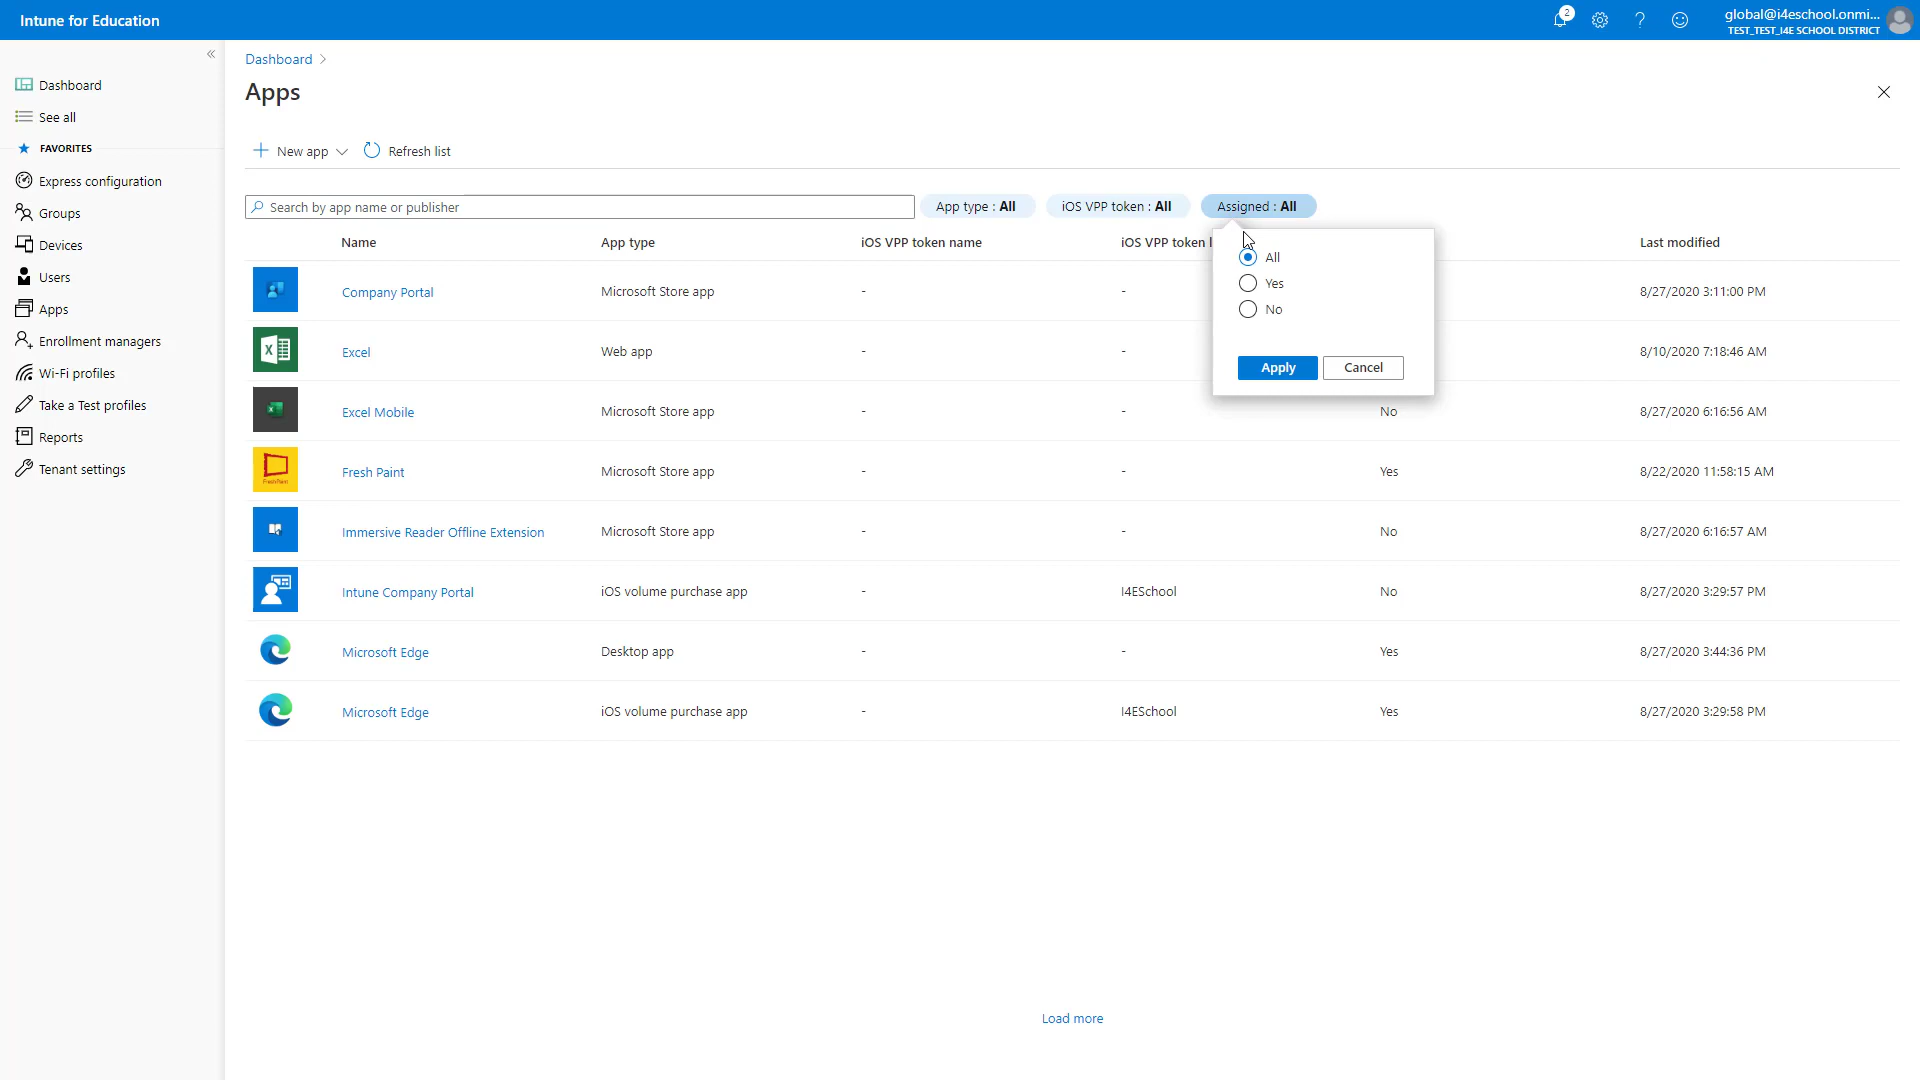 Intune for Education
2
global@i4eschool.onmi...
TEST_TEST_I4E SCHOOL DISTRICT
Dashboard
See all
FAVORITES
Express configuration
Groups
Devices
Users
Apps
Enrollment managers
Wi-Fi profiles
Take a Test profiles
Reports
Tenant settings
Dashboard
Apps
New app
Refresh list
Search by app name or publisher
App type : All
iOS VPP token : All
Assigned : All
Name App type iOS VPP token name iOS VPP token Last modified
All
Yes
No
Apply Cancel
Company Portal Microsoft Store app - - 8/27/2020 3:11:00 PM
Excel Web app - - 8/10/2020 7:18:46 AM
Excel Mobile Microsoft Store app - - No 8/27/2020 6:16:56 AM
Fresh Paint Microsoft Store app - - Yes 8/22/2020 11:58:15 AM
Immersive Reader Offline Extension Microsoft Store app - - No 8/27/2020 6:16:57 AM
Intune Company Portal iOS volume purchase app - I4ESchool No 8/27/2020 3:29:57 PM
Microsoft Edge Desktop app - - Yes 8/27/2020 3:44:36 PM
Microsoft Edge iOS volume purchase app - I4ESchool Yes 8/27/2020 3:29:58 PM
Load more